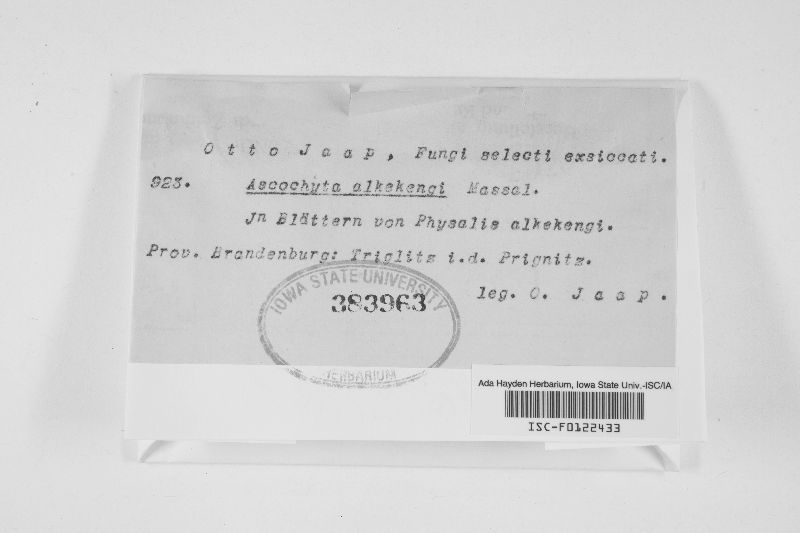 Otto Jaap, Fungi selecti exsiccati.
923. Ascochyta alkekengi Massal.
Jn Blättern von Physalis alkekengi.
Prov. Brandenburg: Triglitz i.d. Prignitz.
leg. O. Jaap.
IOWA STATE UNIVERSITY
383963
HERBARIUM
Ada Hayden Herbarium, Iowa State Univ.-ISC/IA
ISC-F0122433